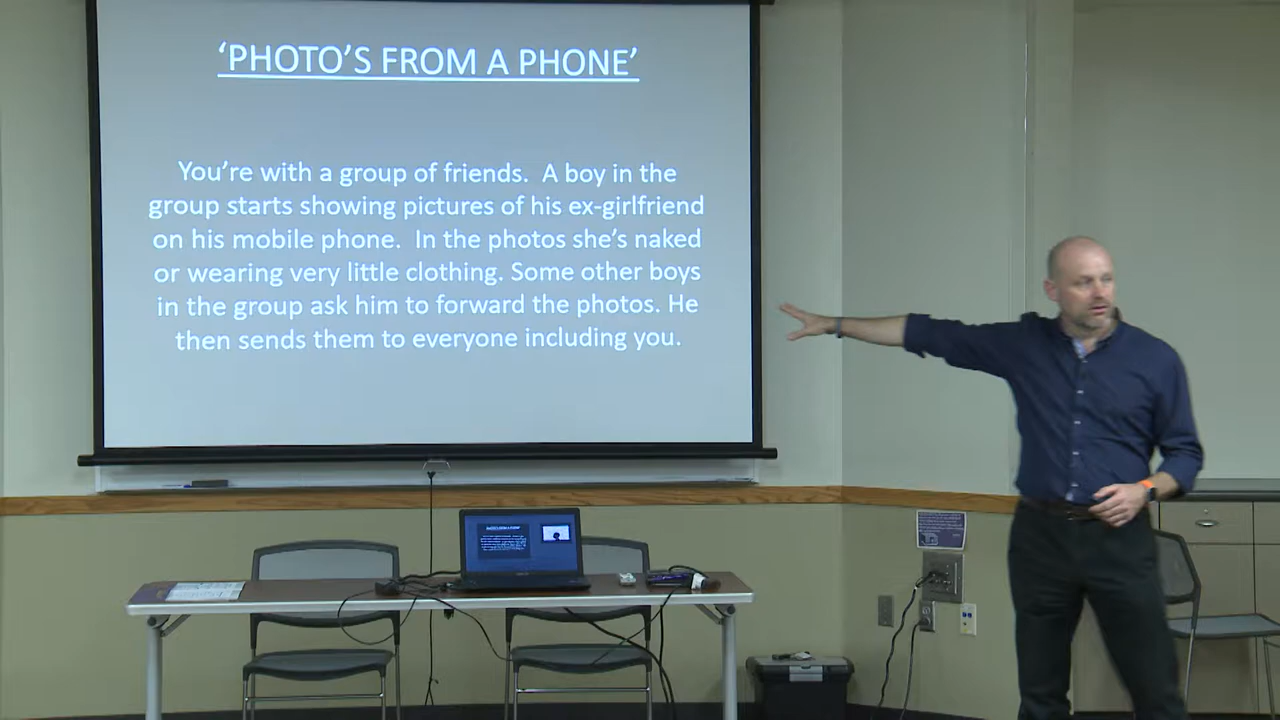 ‘PHOTO’S FROM A PHONE’
You’re with a group of friends. A boy in the
group starts showing pictures of his ex-girlfriend
on his mobile phone. In the photos she’s naked
or wearing very little clothing. Some other boys
in the group ask him to forward the photos. He
then sends them to everyone including you.